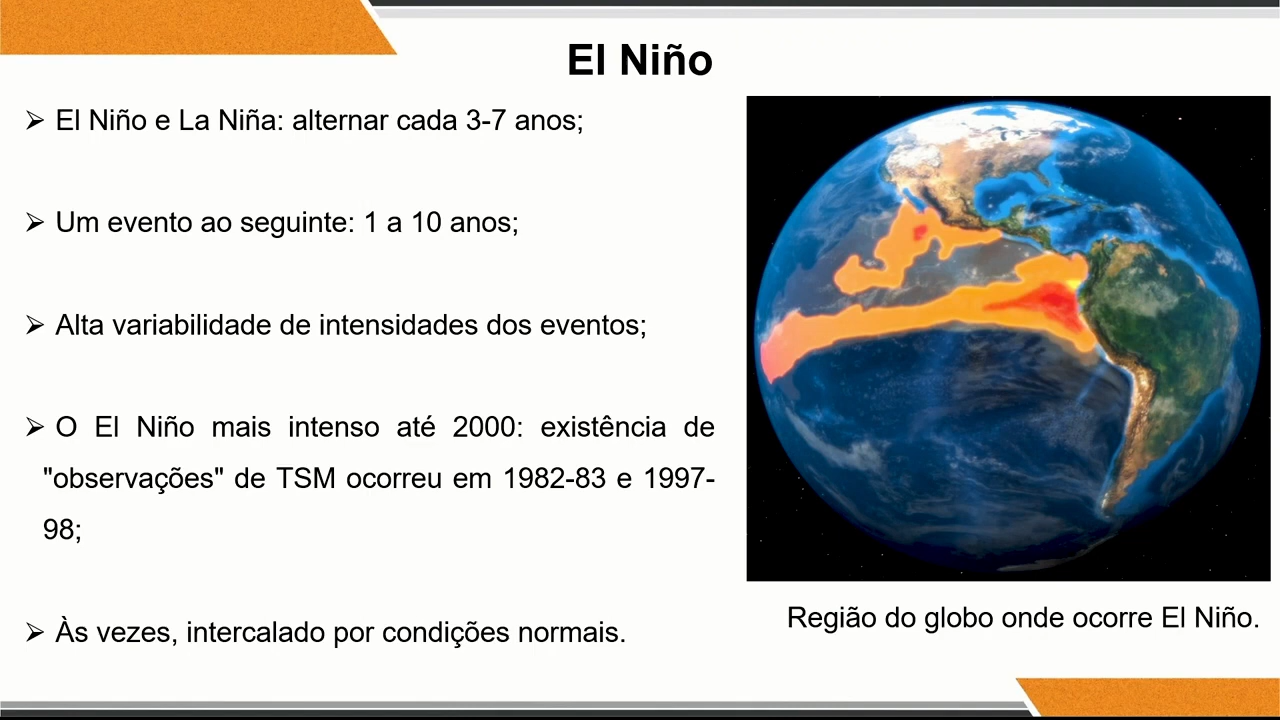 El Niño
➢ El Niño e La Niña: alternar cada 3-7 anos;
➢ Um evento ao seguinte: 1 a 10 anos;
➢ Alta variabilidade de intensidades dos eventos;
➢ O El Niño mais intenso até 2000: existência de
"observações" de TSM ocorreu em 1982-83 e 1997-
98;
➢ Às vezes, intercalado por condições normais.
Região do globo onde ocorre El Niño.